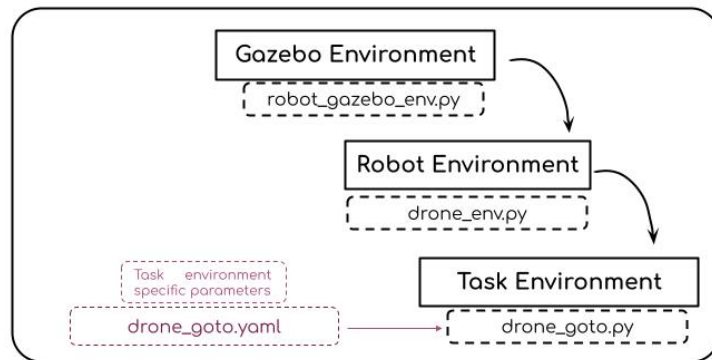 Gazebo Environment
robot_gazebo_env.py
Robot Environment
drone_env.py
Task environment
specific parameters
Task Environment
drone_goto.yaml
drone_goto.py